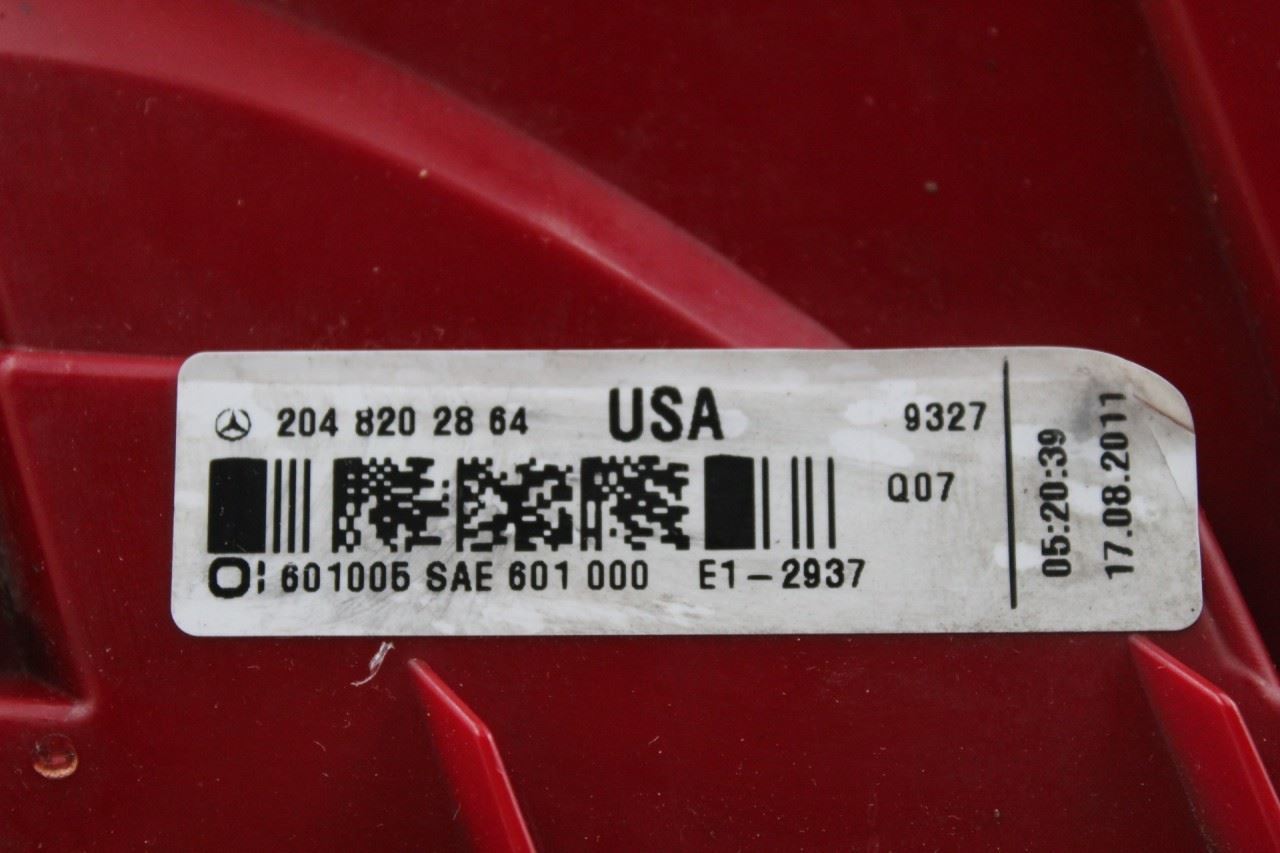 204 820 28 64 USA 9327
Q07
O: 601005 SAE 601 000 E1-2937
05:20:39
17.08.2011